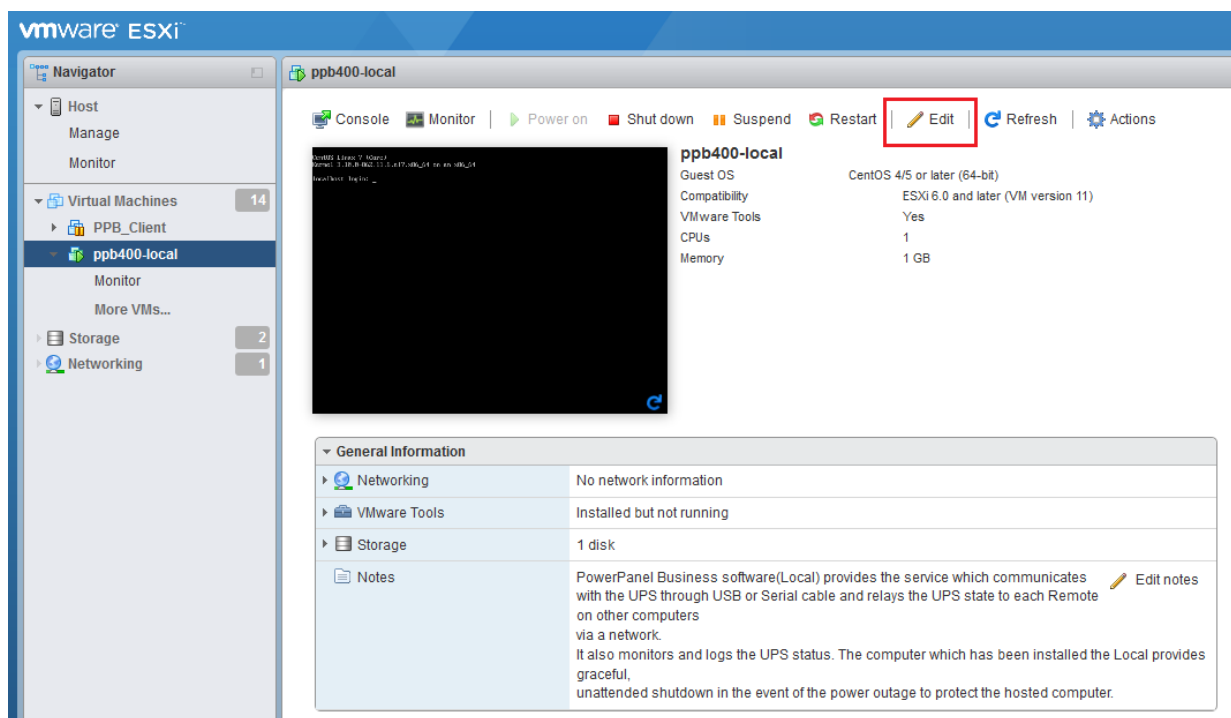 vmware ESXi™
Navigator
Host
Manage
Monitor
Virtual Machines 14
PPB_Client
ppb400-local
Monitor
More VMs...
Storage 2
Networking 1
ppb400-local
Console Monitor Power on Shut down Suspend Restart Edit Refresh Actions
CentOS Linux 7 (Core)
localhost login: _
ppb400-local
Guest OS CentOS 4/5 or later (64-bit)
Compatibility ESXi 6.0 and later (VM version 11)
VMware Tools Yes
CPUs 1
Memory 1 GB
General Information
Networking No network information
VMware Tools Installed but not running
Storage 1 disk
Notes PowerPanel Business software(Local) provides the service which communicates Edit notes
with the UPS through USB or Serial cable and relays the UPS state to each Remote
on other computers
via a network.
It also monitors and logs the UPS status. The computer which has been installed the Local provides
graceful,
unattended shutdown in the event of the power outage to protect the hosted computer.